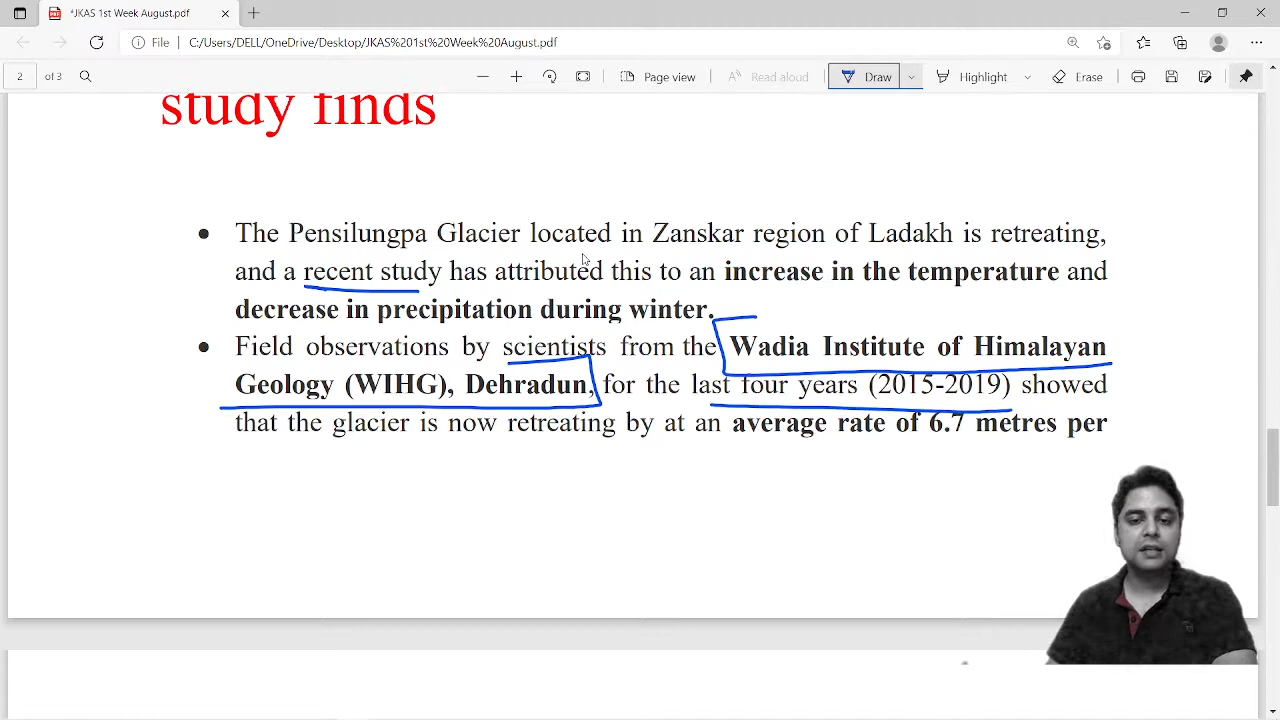 *JKAS 1st Week August.pdf
File C:/Users/DELL/OneDrive/Desktop/JKAS%201st%20Week%20August.pdf
2 of 3 Page view Read aloud Draw Highlight Erase
study finds
• The Pensilungpa Glacier located in Zanskar region of Ladakh is retreating,
and a recent study has attributed this to an increase in the temperature and
decrease in precipitation during winter.
• Field observations by scientists from the Wadia Institute of Himalayan
Geology (WIHG), Dehradun, for the last four years (2015-2019) showed
that the glacier is now retreating by at an average rate of 6.7 metres per